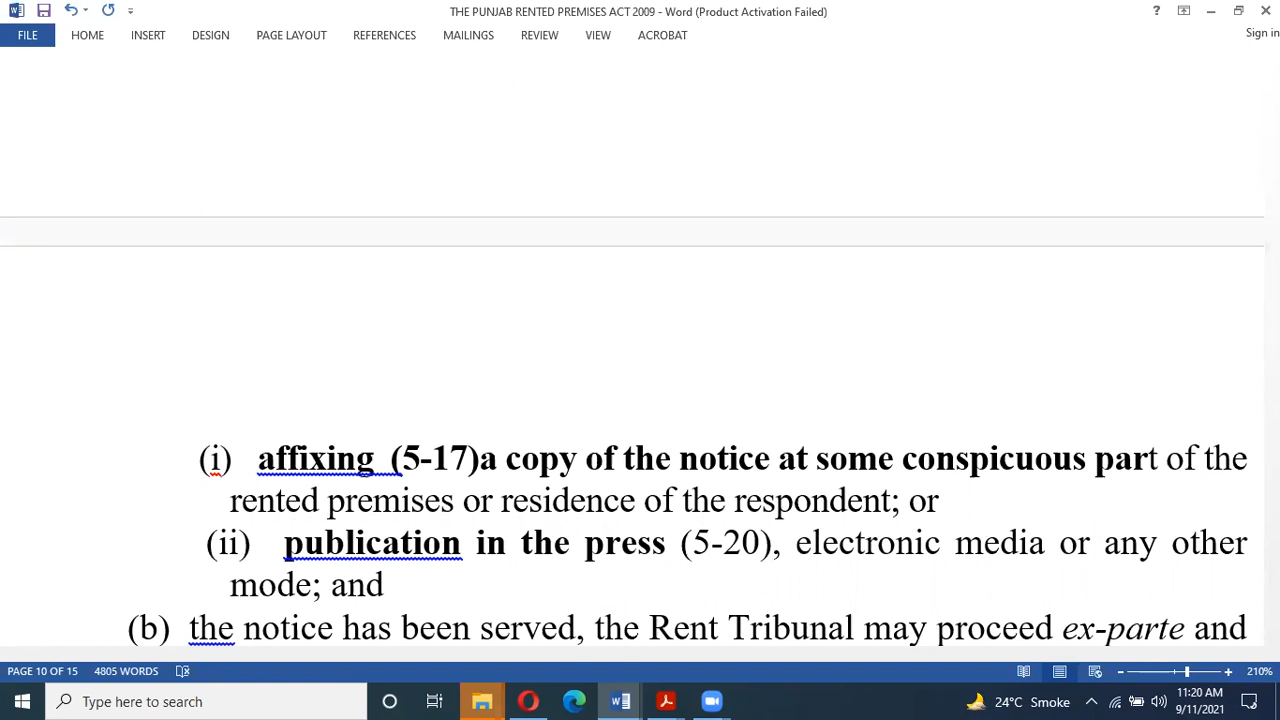 THE PUNJAB RENTED PREMISES ACT 2009 - Word (Product Activation Failed)
FILE HOME INSERT DESIGN PAGE LAYOUT REFERENCES MAILINGS REVIEW VIEW ACROBAT Sign in
(i) affixing (5-17)a copy of the notice at some conspicuous part of the
rented premises or residence of the respondent; or
(ii) publication in the press (5-20), electronic media or any other
mode; and
(b) the notice has been served, the Rent Tribunal may proceed ex-parte and
PAGE 10 OF 15 4805 WORDS 210%
Type here to search 24°C Smoke 11:20 AM
9/11/2021